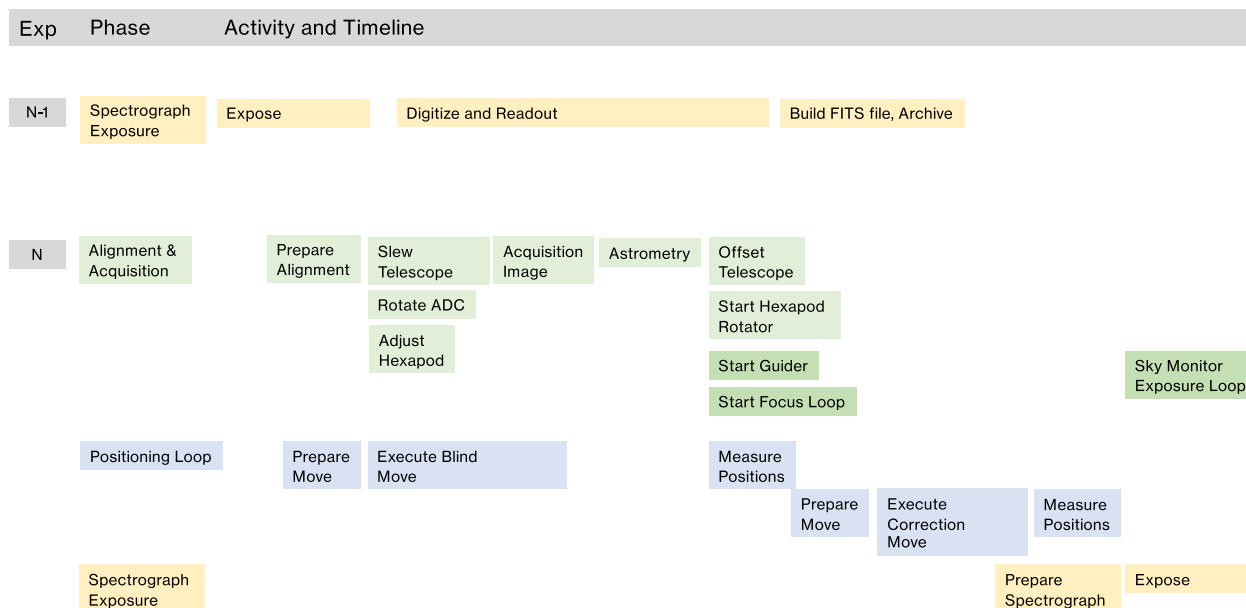 Exp Phase Activity and Timeline
N-1
Spectrograph
Exposure
Expose
Digitize and Readout
Build FITS file, Archive
N
Alignment &
Acquisition
Prepare
Alignment
Slew
Telescope
Acquisition
Image
Astrometry
Offset
Telescope
Rotate ADC
Start Hexapod
Rotator
Adjust
Hexapod
Start Guider
Sky Monitor
Exposure Loop
Start Focus Loop
Positioning Loop
Prepare
Move
Execute Blind
Move
Measure
Positions
Prepare
Move
Execute
Correction
Move
Measure
Positions
Spectrograph
Exposure
Prepare
Spectrograph
Expose